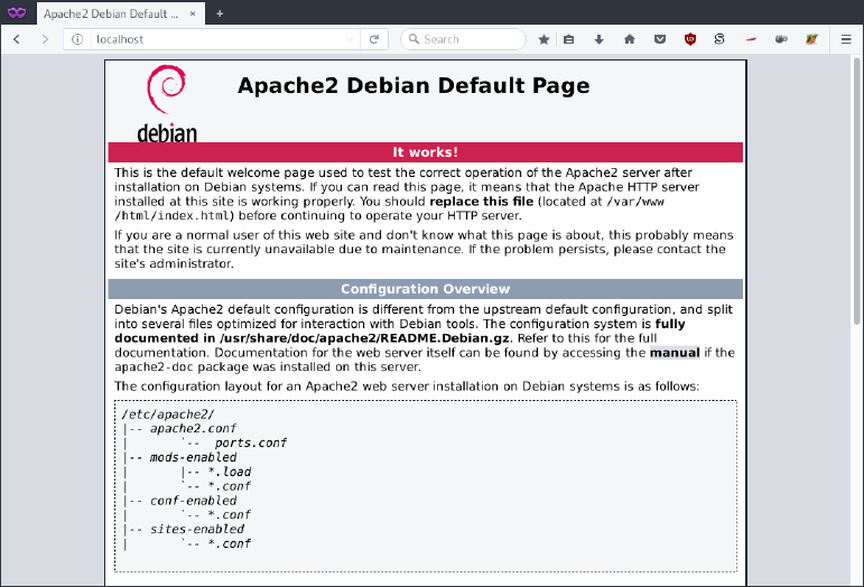 Apache2 Debian Default ...
localhost
Search
debian
Apache2 Debian Default Page
It works!
This is the default welcome page used to test the correct operation of the Apache2 server after
installation on Debian systems. If you can read this page, it means that the Apache HTTP server
installed at this site is working properly. You should replace this file (located at /var/www
/html/index.html) before continuing to operate your HTTP server.
If you are a normal user of this web site and don't know what this page is about, this probably means
that the site is currently unavailable due to maintenance. If the problem persists, please contact the
site's administrator.
Configuration Overview
Debian's Apache2 default configuration is different from the upstream default configuration, and split
into several files optimized for interaction with Debian tools. The configuration system is fully
documented in /usr/share/doc/apache2/README.Debian.gz. Refer to this for the full
documentation. Documentation for the web server itself can be found by accessing the manual if the
apache2-doc package was installed on this server.
The configuration layout for an Apache2 web server installation on Debian systems is as follows:
/etc/apache2/
|-- apache2.conf
|       `--  ports.conf
|-- mods-enabled
|       |-- *.load
|       `-- *.conf
|-- conf-enabled
|       `-- *.conf
|-- sites-enabled
|       `-- *.conf